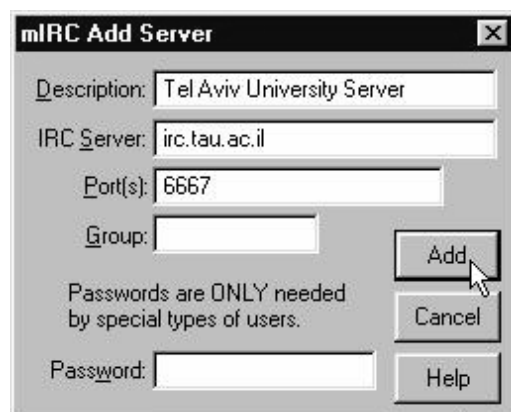 mIRC Add Server
Description: Tel Aviv University Server
IRC Server: irc.tau.ac.il
Port(s): 6667
Group:
Add
Passwords are ONLY needed
by special types of users.
Cancel
Password:
Help